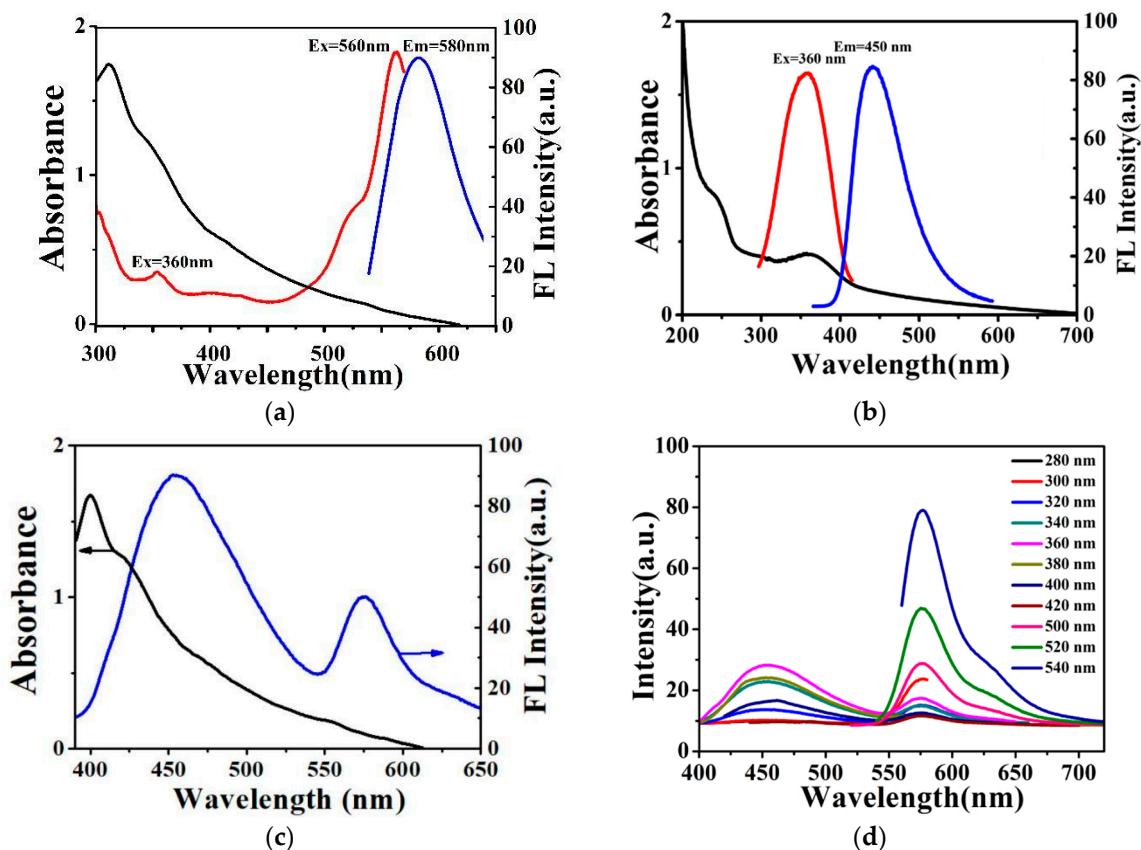 Ex=560nm Em=580nm
Ex=360nm
2
1
0
100
80
60
40
20
0
300 400 500 600
Absorbance
FL Intensity(a.u.)
Wavelength(nm)
(a)
Ex=360 nm
Em=450 nm
2
1
0
100
80
60
40
20
0
200 300 400 500 600 700
Absorbance
FL Intensity(a.u.)
Wavelength(nm)
(b)
2
1
0
100
80
60
40
20
0
400 450 500 550 600 650
Absorbance
FL Intensity(a.u.)
Wavelength (nm)
(c)
100
80
60
40
20
0
400 450 500 550 600 650 700
Intensity(a.u.)
Wavelength(nm)
280 nm
300 nm
320 nm
340 nm
360 nm
380 nm
400 nm
420 nm
500 nm
520 nm
540 nm
(d)